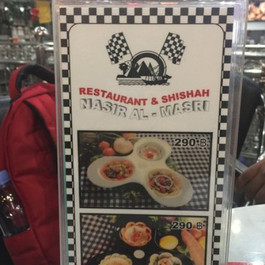 RESTAURANT & SHISHAH
NASIR AL-MASRI
290 B
290 B